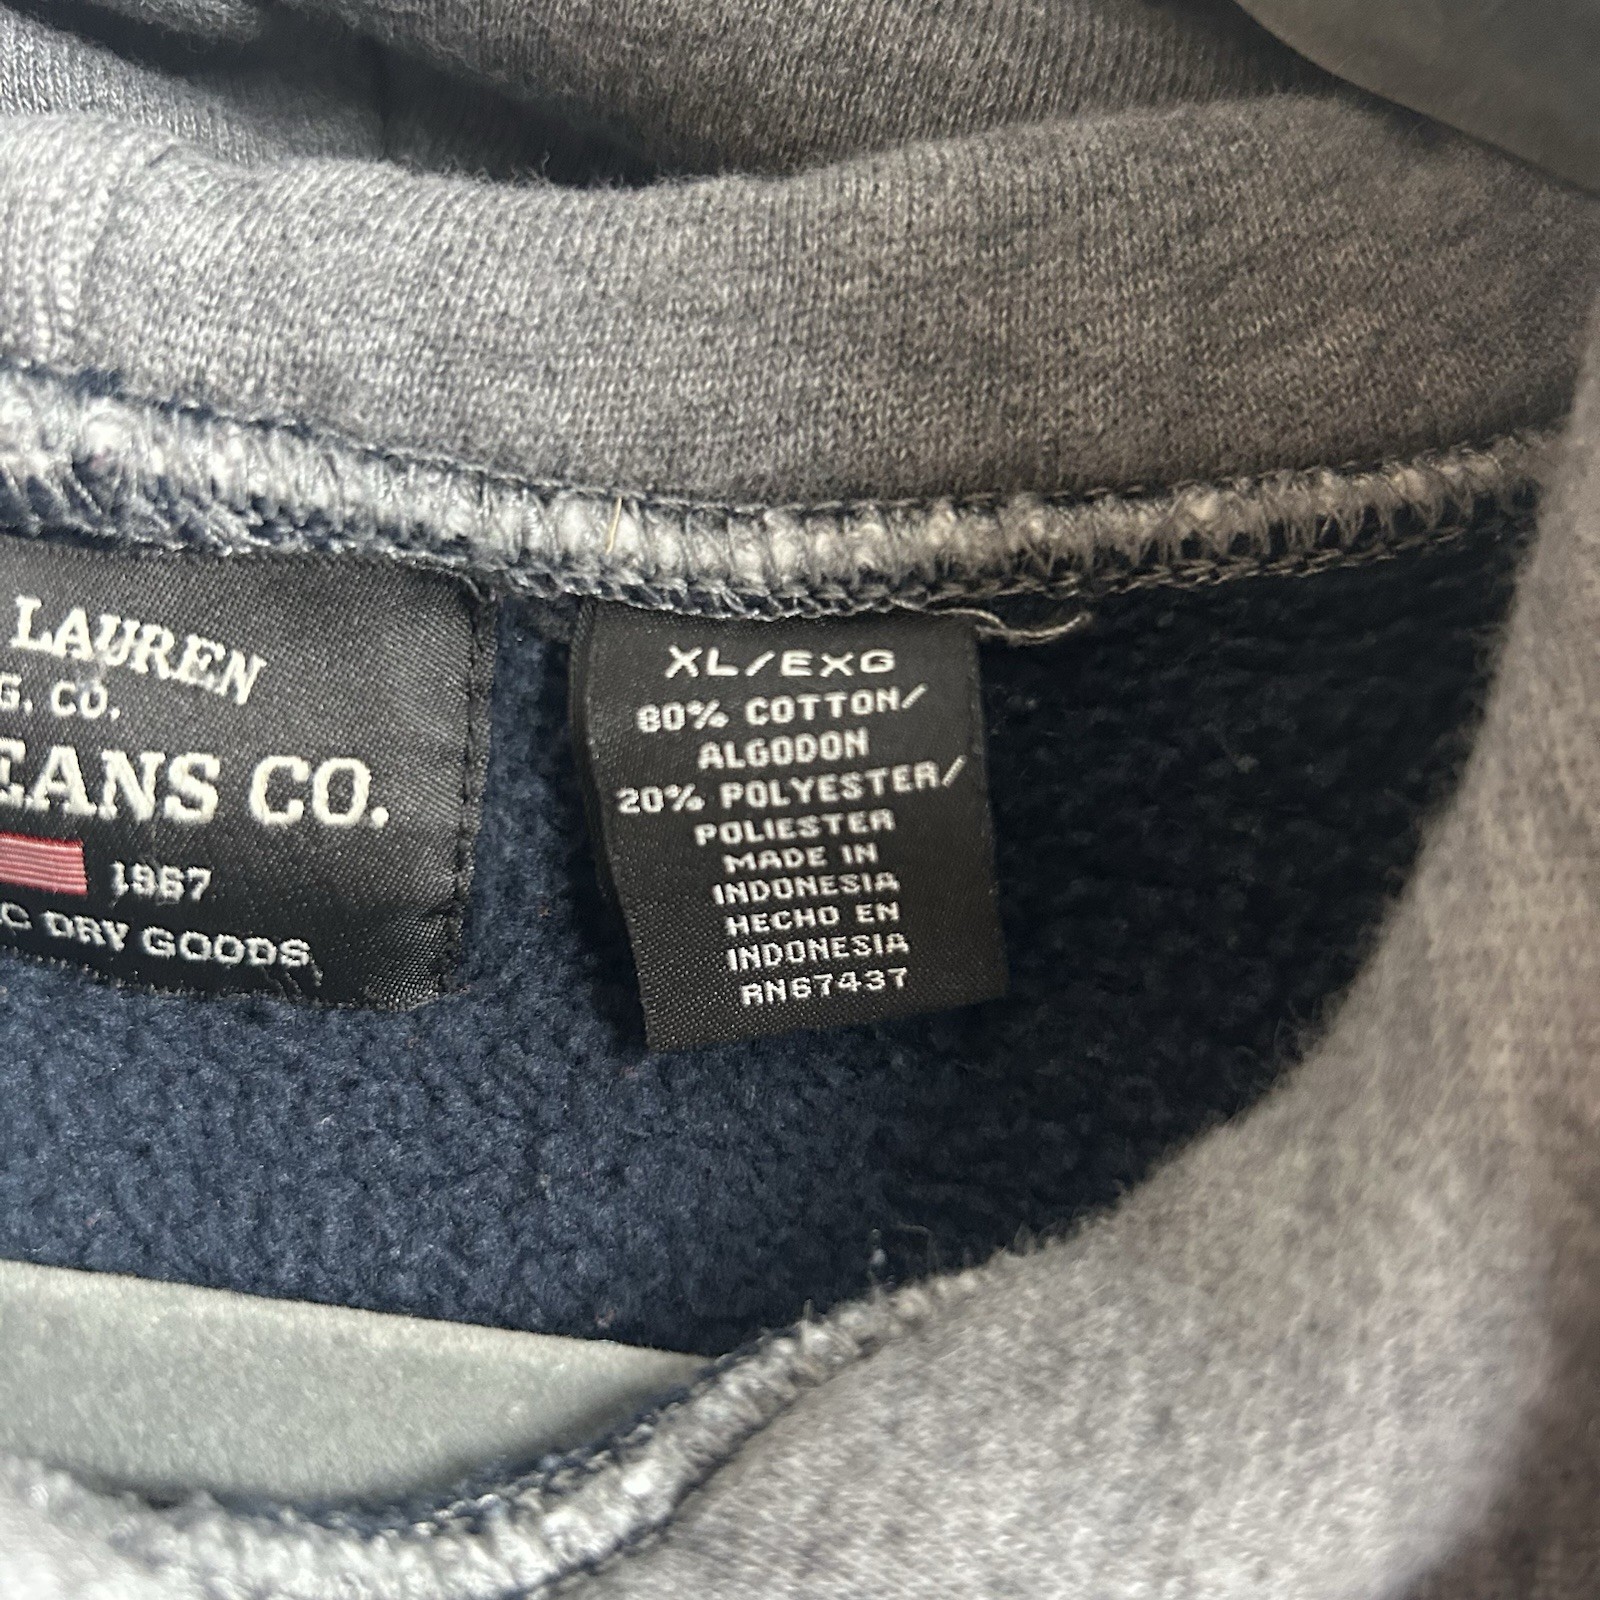 LAUREN
G. CO.
EANS CO.
1967
C DRY GOODS
XL/EXG
80% COTTON/
ALGODON
20% POLYESTER/
POLIESTER
MADE IN
INDONESIA
HECHO EN
INDONESIA
RN67437